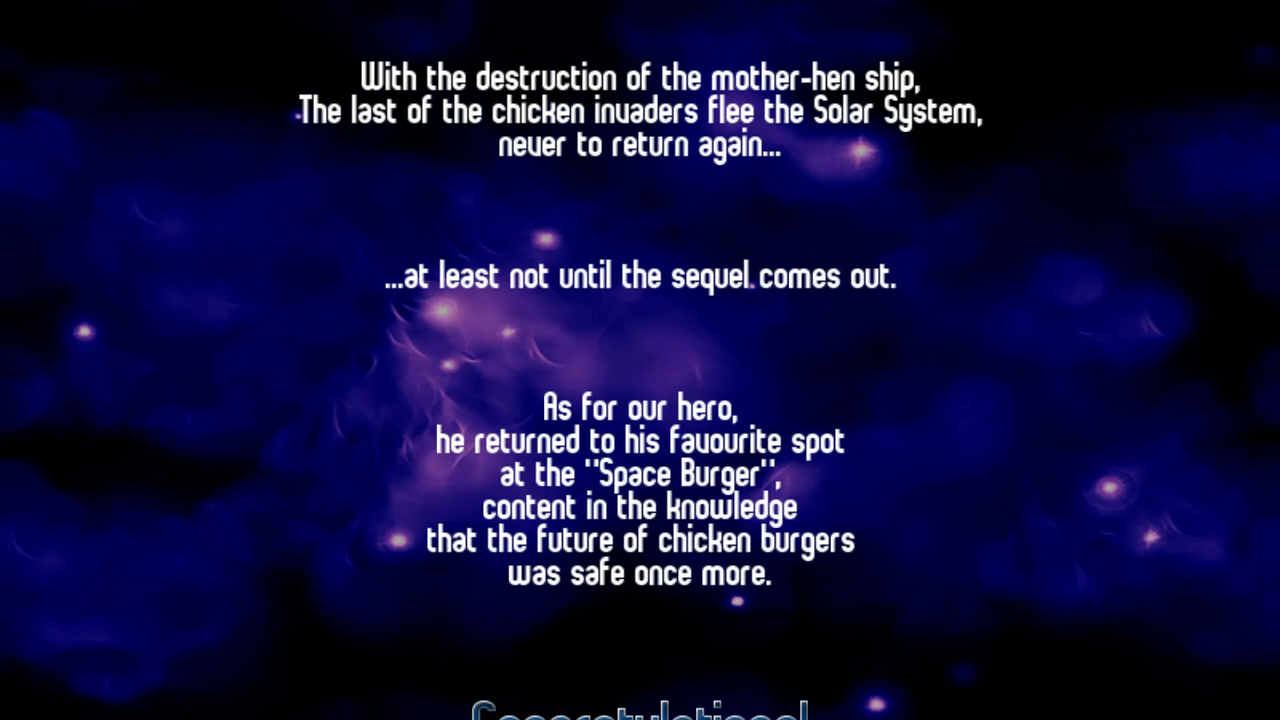 With the destruction of the mother-hen ship,
The last of the chicken invaders flee the Solar System,
never to return again...
...at least not until the sequel comes out.
As for our hero,
he returned to his favourite spot
at the "Space Burger",
content in the knowledge
that the future of chicken burgers
was safe once more.
Congratulations!